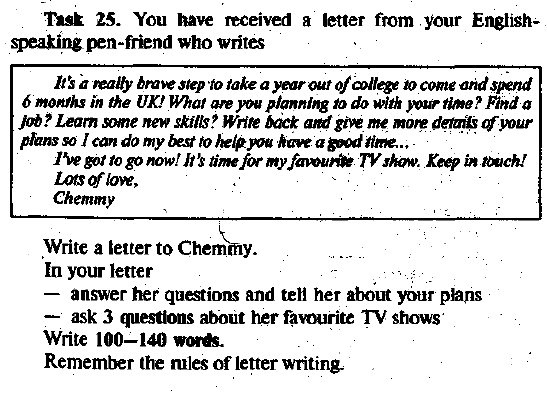 Task 25. You have received a letter from your English-
speaking pen-friend who writes
It's a really brave step to take a year out of college to come and spend
6 months in the UK! What are you planning to do with your time? Find a
job? Learn some new skills? Write back and give me more details of your
plans so I can do my best to help you have a good time...
I've got to go now! It's time for my favourite TV show. Keep in touch!
Lots of love,
Chemmy
Write a letter to Chemmy.
In your letter
— answer her questions and tell her about your plans
— ask 3 questions about her favourite TV shows
Write 100—140 words.
Remember the rules of letter writing.